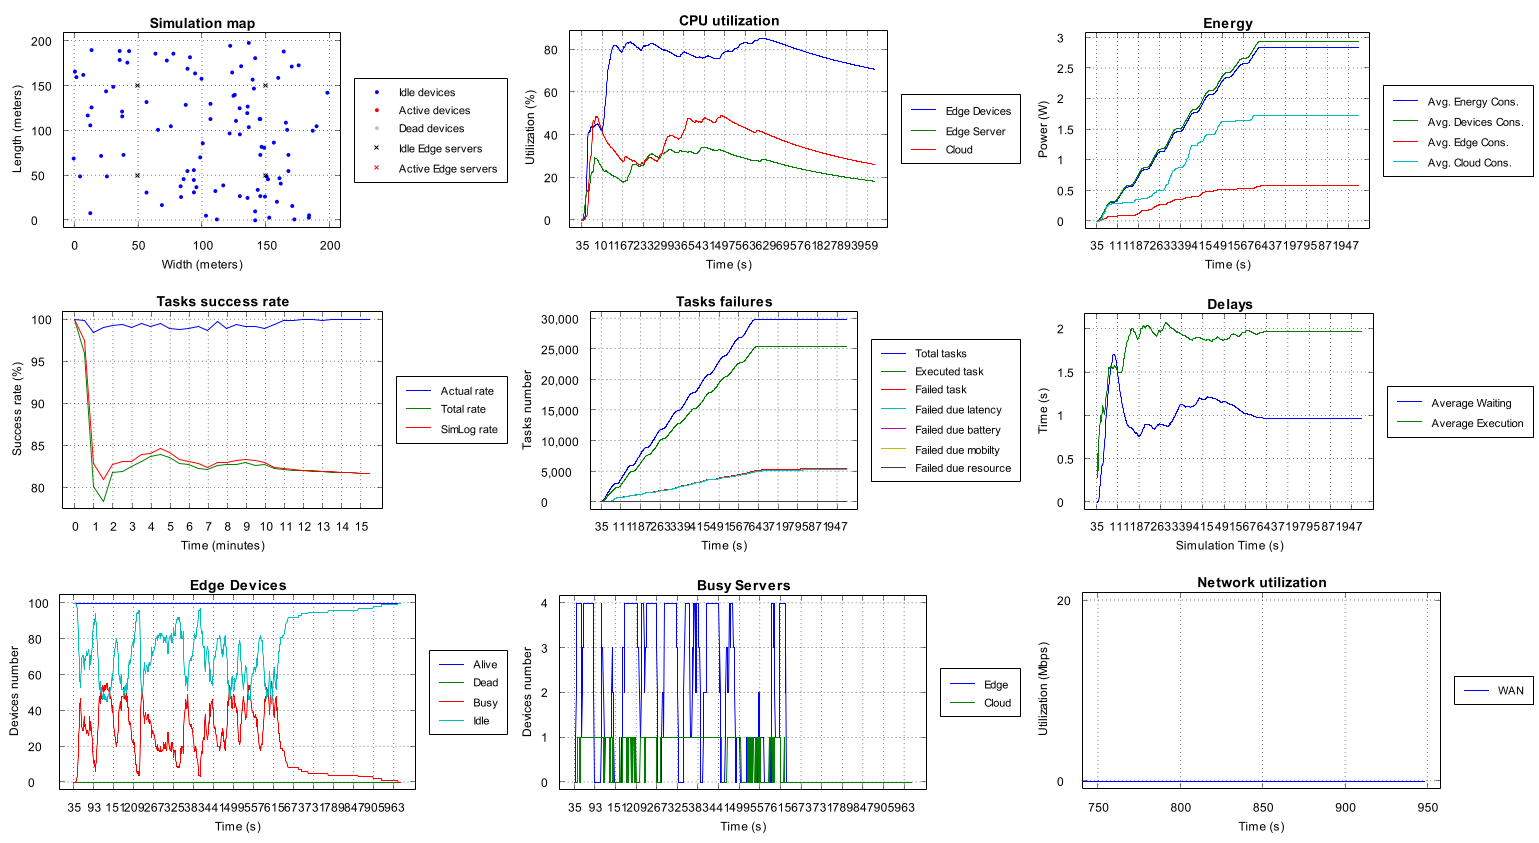 Simulation map
Length (meters)
200
150
100
50
0
0 50 100 150 200
Width (meters)
Idle devices
Active devices
Dead devices
Idle Edge servers
Active Edge servers
CPU utilization
Utilization (%)
80
60
40
20
0
Time (s)
Edge Devices
Edge Server
Cloud
Energy
Power (W)
3
2.5
2
1.5
1
0.5
0
Time (s)
Avg. Energy Cons.
Avg. Devices Cons.
Avg. Edge Cons.
Avg. Cloud Cons.
Tasks success rate
Success rate (%)
100
95
90
85
80
0 1 2 3 4 5 6 7 8 9 10 11 12 13 14 15
Time (minutes)
Actual rate
Total rate
SimLog rate
Tasks failures
Tasks number
30,000
25,000
20,000
15,000
10,000
5,000
0
Time (s)
Total tasks
Executed task
Failed task
Failed due latency
Failed due battery
Failed due mobilty
Failed due resource
Delays
Time (s)
2
1.5
1
0.5
0
Simulation Time (s)
Average Waiting
Average Execution
Edge Devices
Devices number
100
80
60
40
20
0
Time (s)
Alive
Dead
Busy
Idle
Busy Servers
Devices number
4
3
2
1
0
Time (s)
Edge
Cloud
Network utilization
Utilization (Mbps)
20
0
750 800 850 900 950
Time (s)
WAN